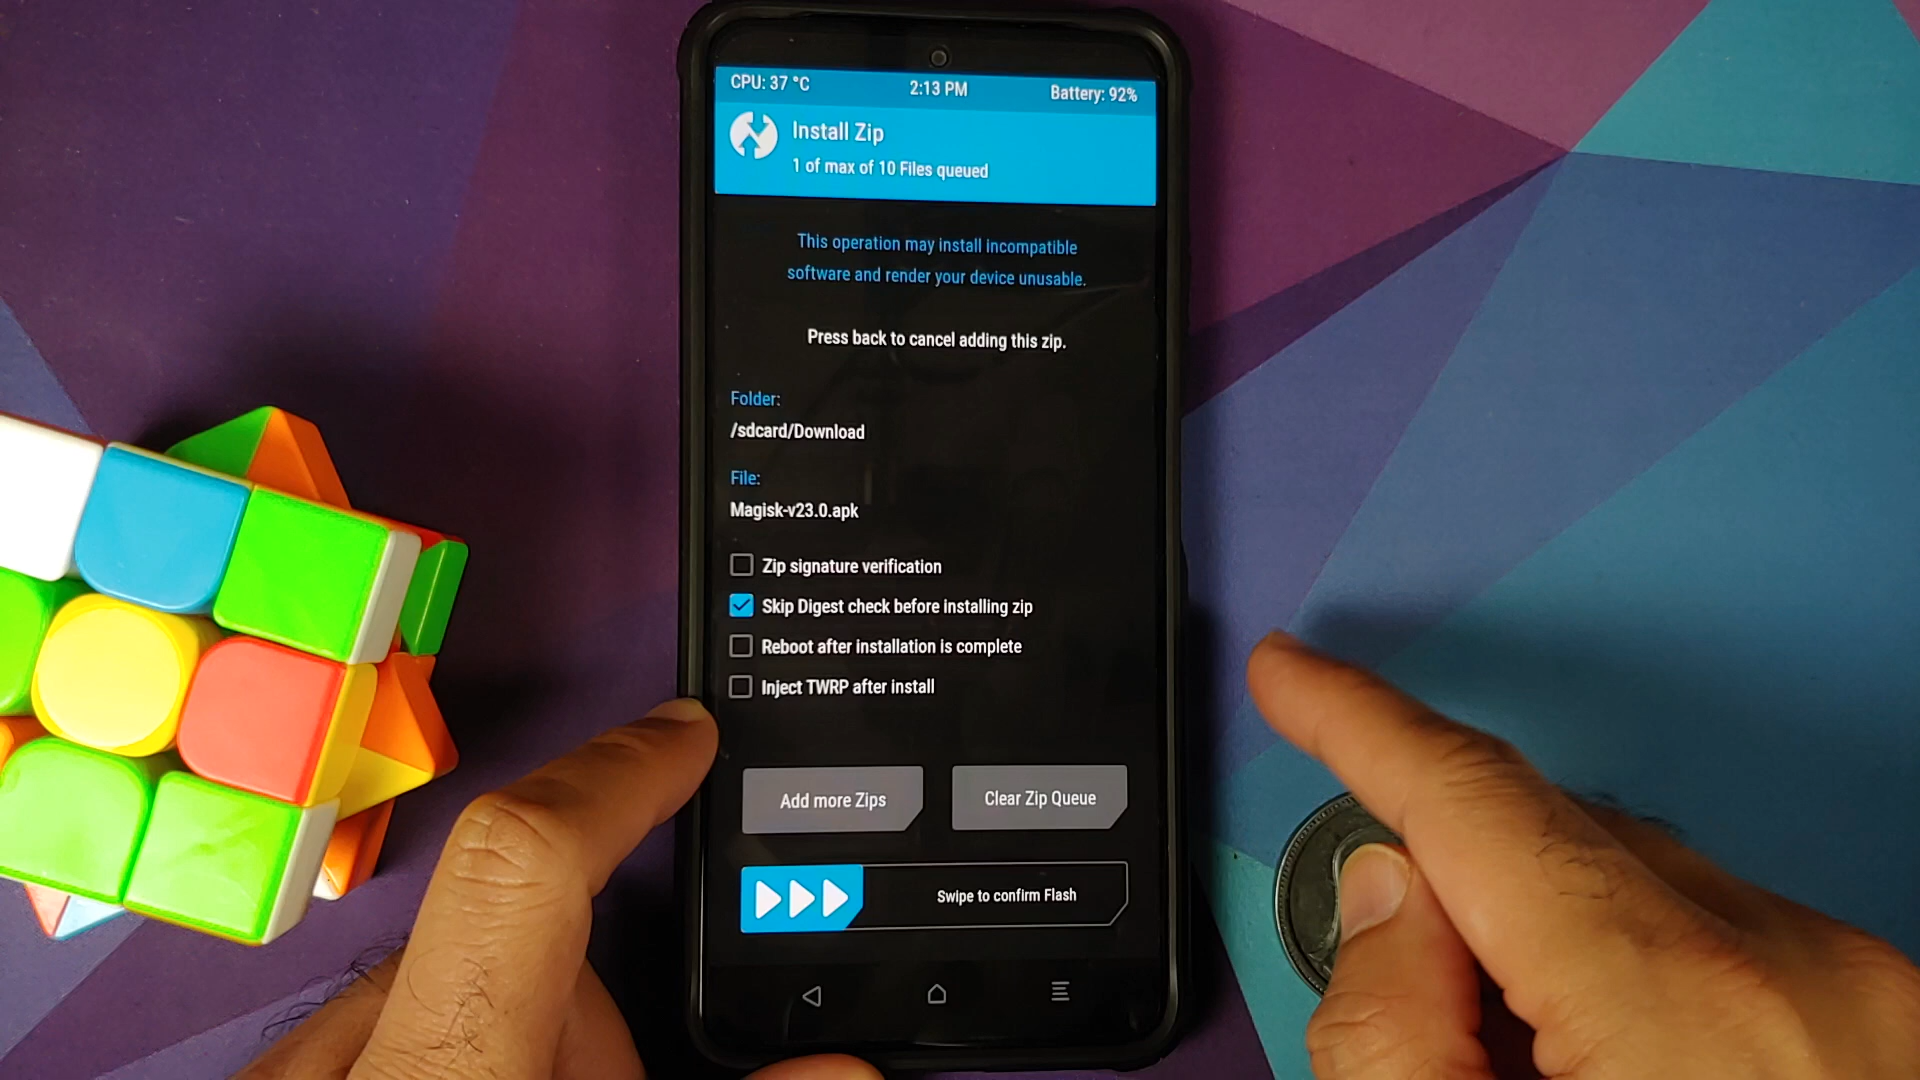 CPU: 37 °C 2:13 PM Battery: 92%
Install Zip
1 of max of 10 Files queued
This operation may install incompatible
software and render your device unusable.
Press back to cancel adding this zip.
Folder:
/sdcard/Download
File:
Magisk-v23.0.apk
Zip signature verification
Skip Digest check before installing zip
Reboot after installation is complete
Inject TWRP after install
Add more Zips Clear Zip Queue
Swipe to confirm Flash